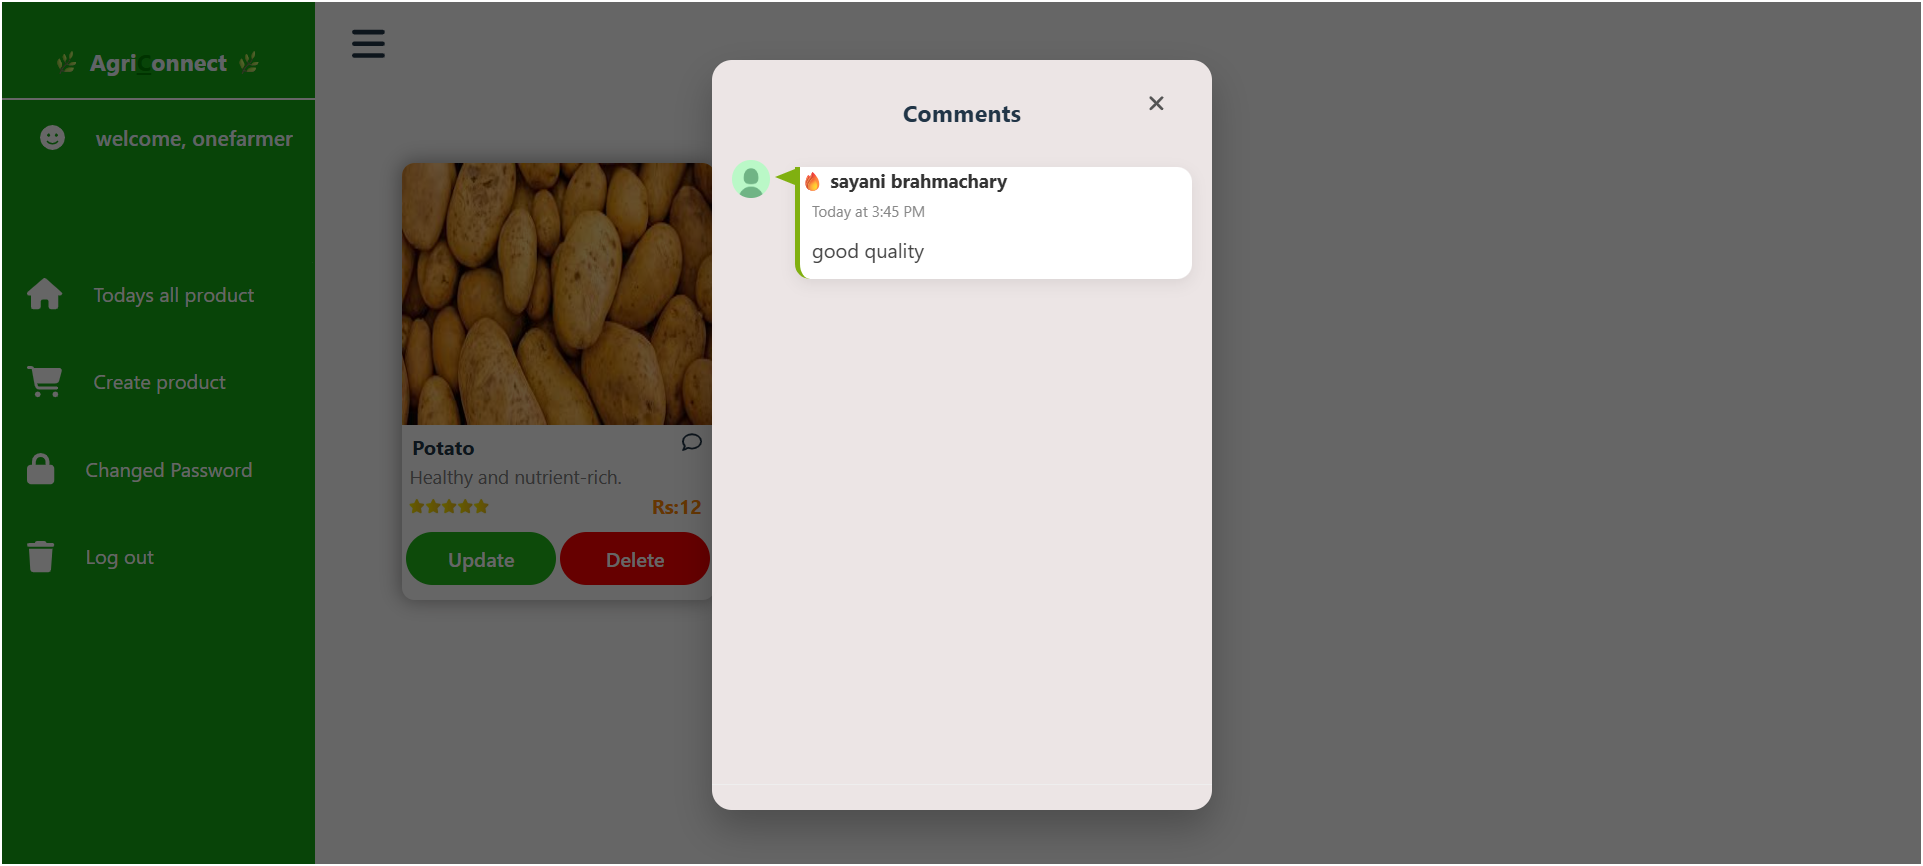 🌿 AgriConnect 🌿
welcome, onefarmer
Todays all product
Create product
Changed Password
Log out
Potato
Healthy and nutrient-rich.
Rs:12
Update
Delete
Comments
🔥 sayani brahmachary
Today at 3:45 PM
good quality